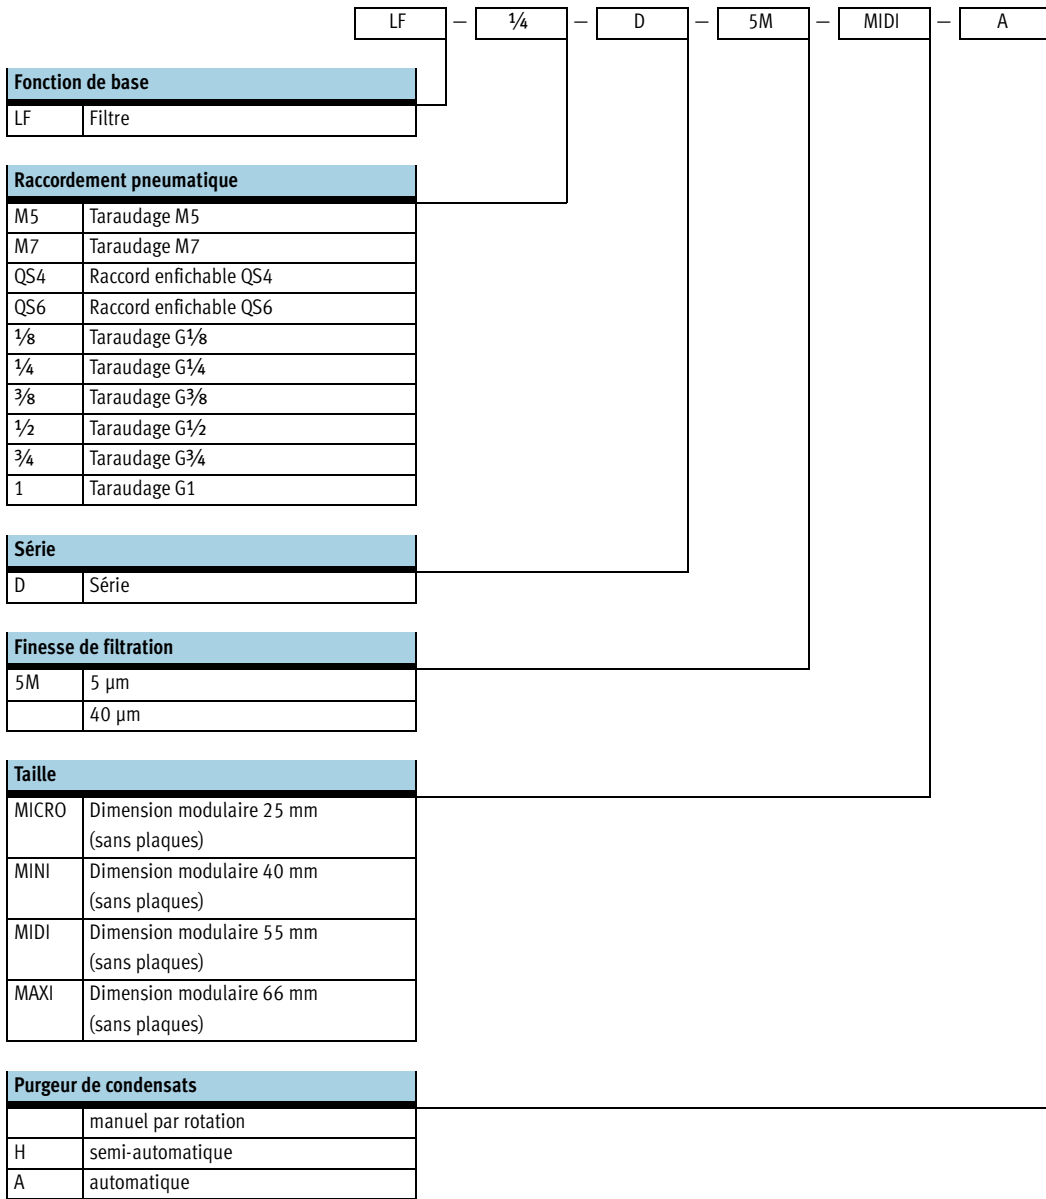 LF – ¼ – D – 5M – MIDI – A
Fonction de base
LF Filtre
Raccordement pneumatique
M5 Taraudage M5
M7 Taraudage M7
QS4 Raccord enfichable QS4
QS6 Raccord enfichable QS6
⅛ Taraudage G⅛
¼ Taraudage G¼
⅜ Taraudage G⅜
½ Taraudage G½
¾ Taraudage G¾
1 Taraudage G1
Série
D Série
Finesse de filtration
5M 5 µm
40 µm
Taille
MICRO Dimension modulaire 25 mm
(sans plaques)
MINI Dimension modulaire 40 mm
(sans plaques)
MIDI Dimension modulaire 55 mm
(sans plaques)
MAXI Dimension modulaire 66 mm
(sans plaques)
Purgeur de condensats
manuel par rotation
H semi-automatique
A automatique